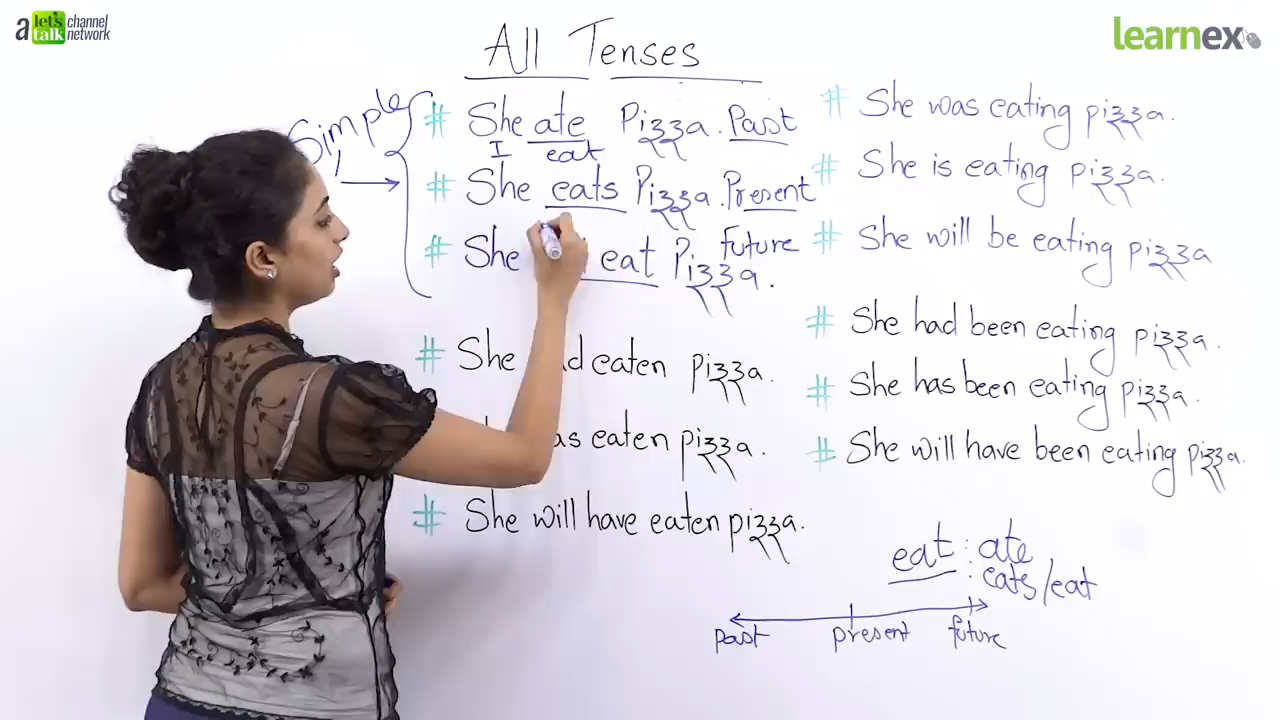 a let's talk channel network
learnex
All Tenses
Simple
# She ate Pizza. Past
I eat
# She eats Pizza. Present
# She eat Pizza. future
# She eaten pizza.
eaten pizza.
# She will have eaten pizza.
# She was eating pizza.
# She is eating pizza.
# She will be eating pizza
# She had been eating pizza.
# She has been eating pizza.
# She will have been eating pizza.
eat : ate
: eats/eat
past present future